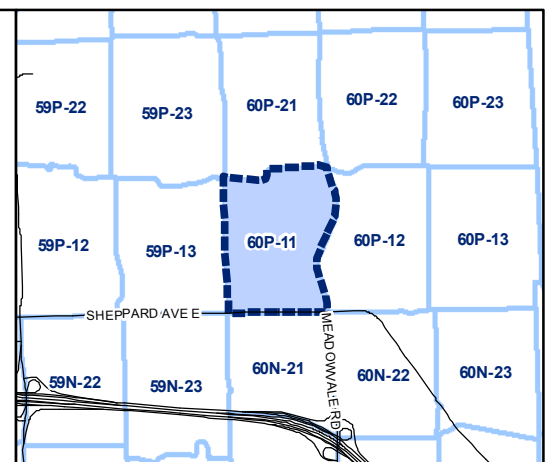 59P-22
59P-23
60P-21
60P-22
60P-23
59P-12
59P-13
60P-11
60P-12
60P-13
SHEPPARD AVE E
MEADOWVALE RD
59N-22
59N-23
60N-21
60N-22
60N-23